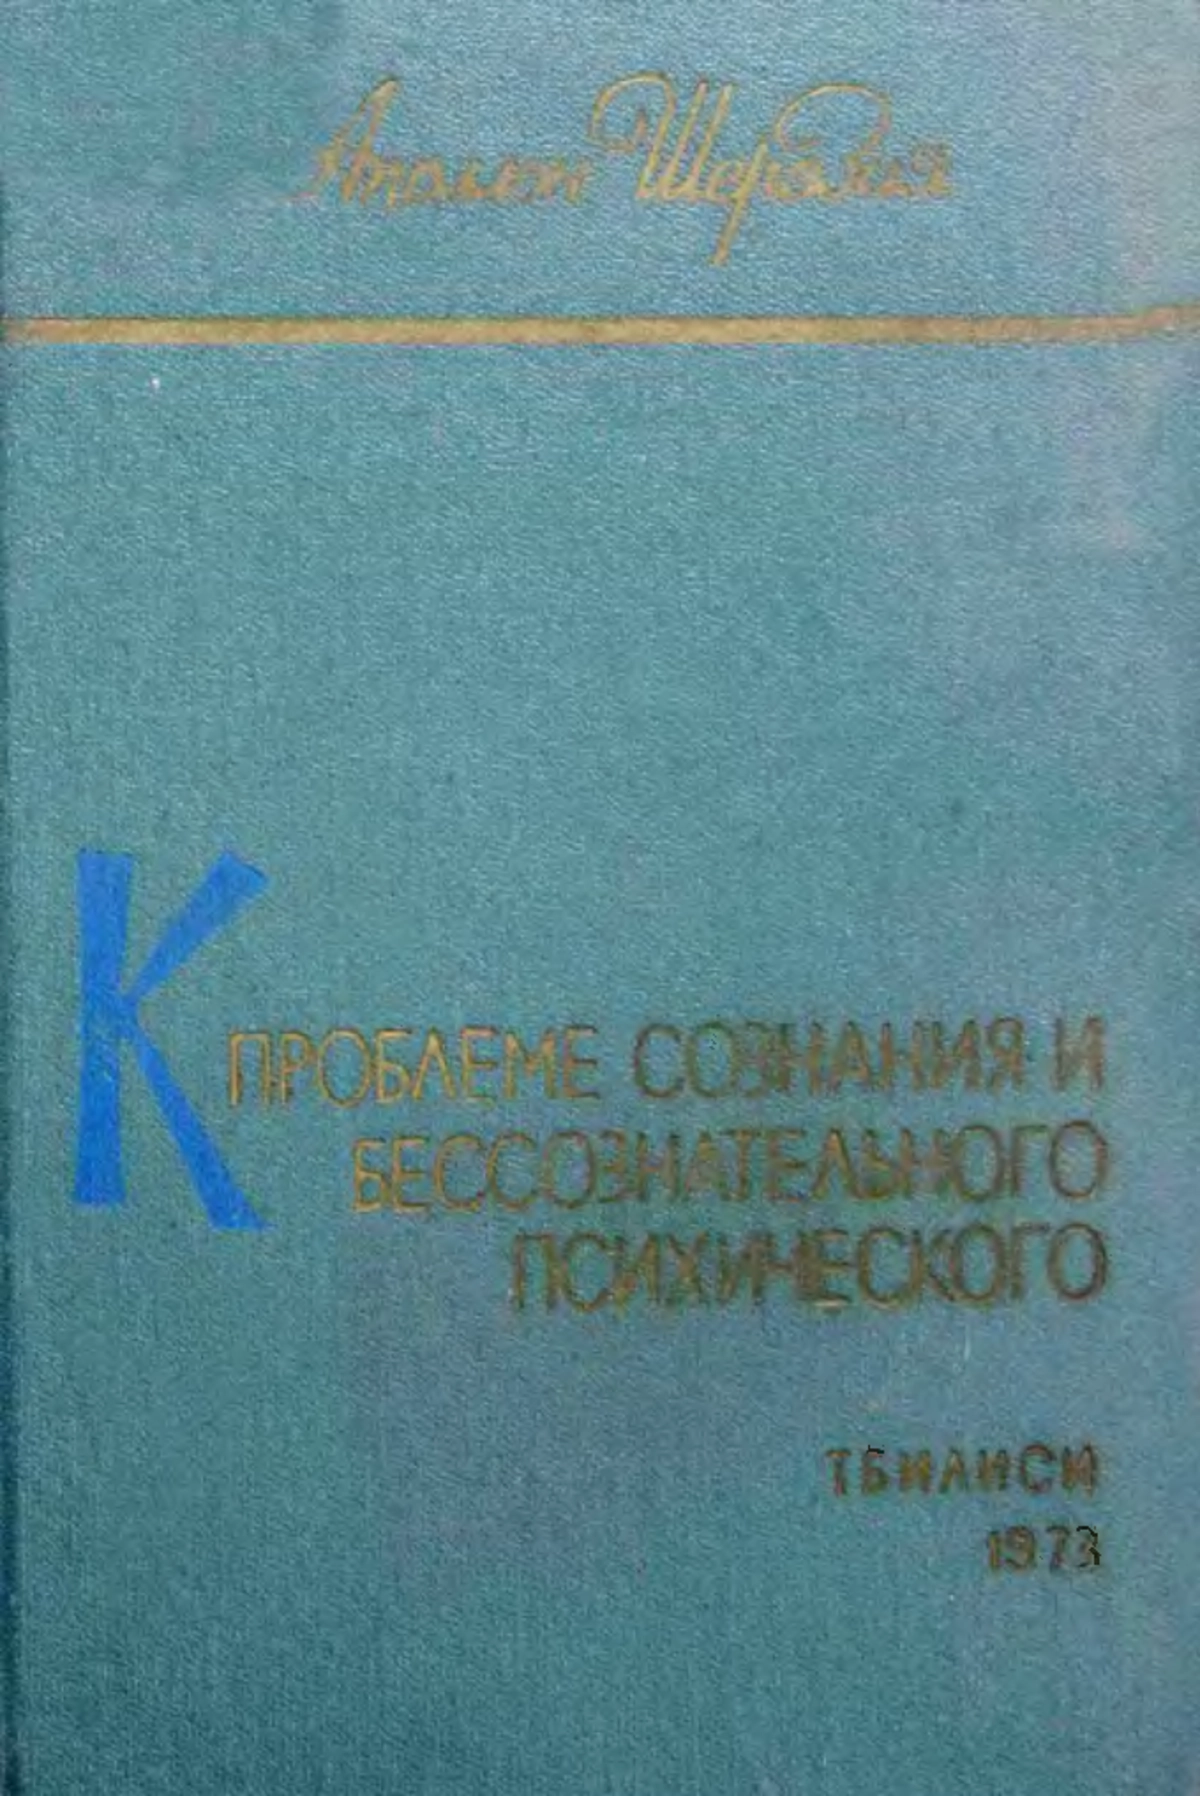 Аполлон Шерозия
К ПРОБЛЕМЕ СОЗНАНИЯ И
БЕССОЗНАТЕЛЬНОГО
ПСИХИЧЕСКОГО
ТБИЛИСИ
1973